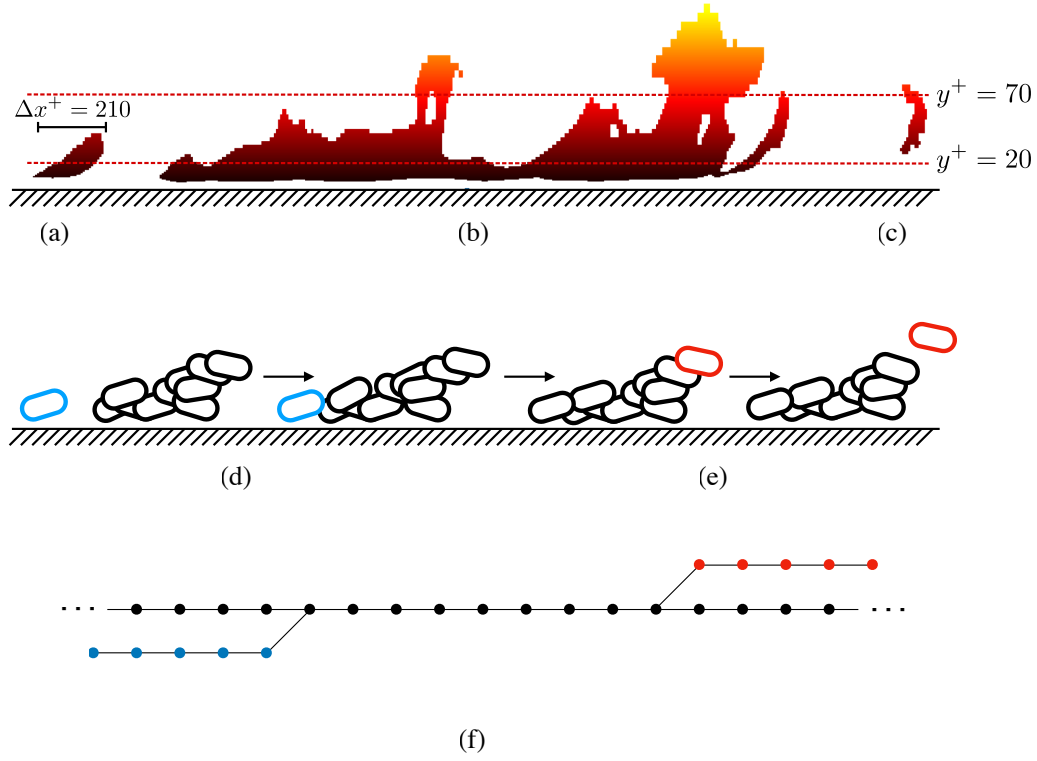 y⁺ = 70
Δx⁺ = 210
y⁺ = 20
(a) (b) (c)
(d) (e)
(f)